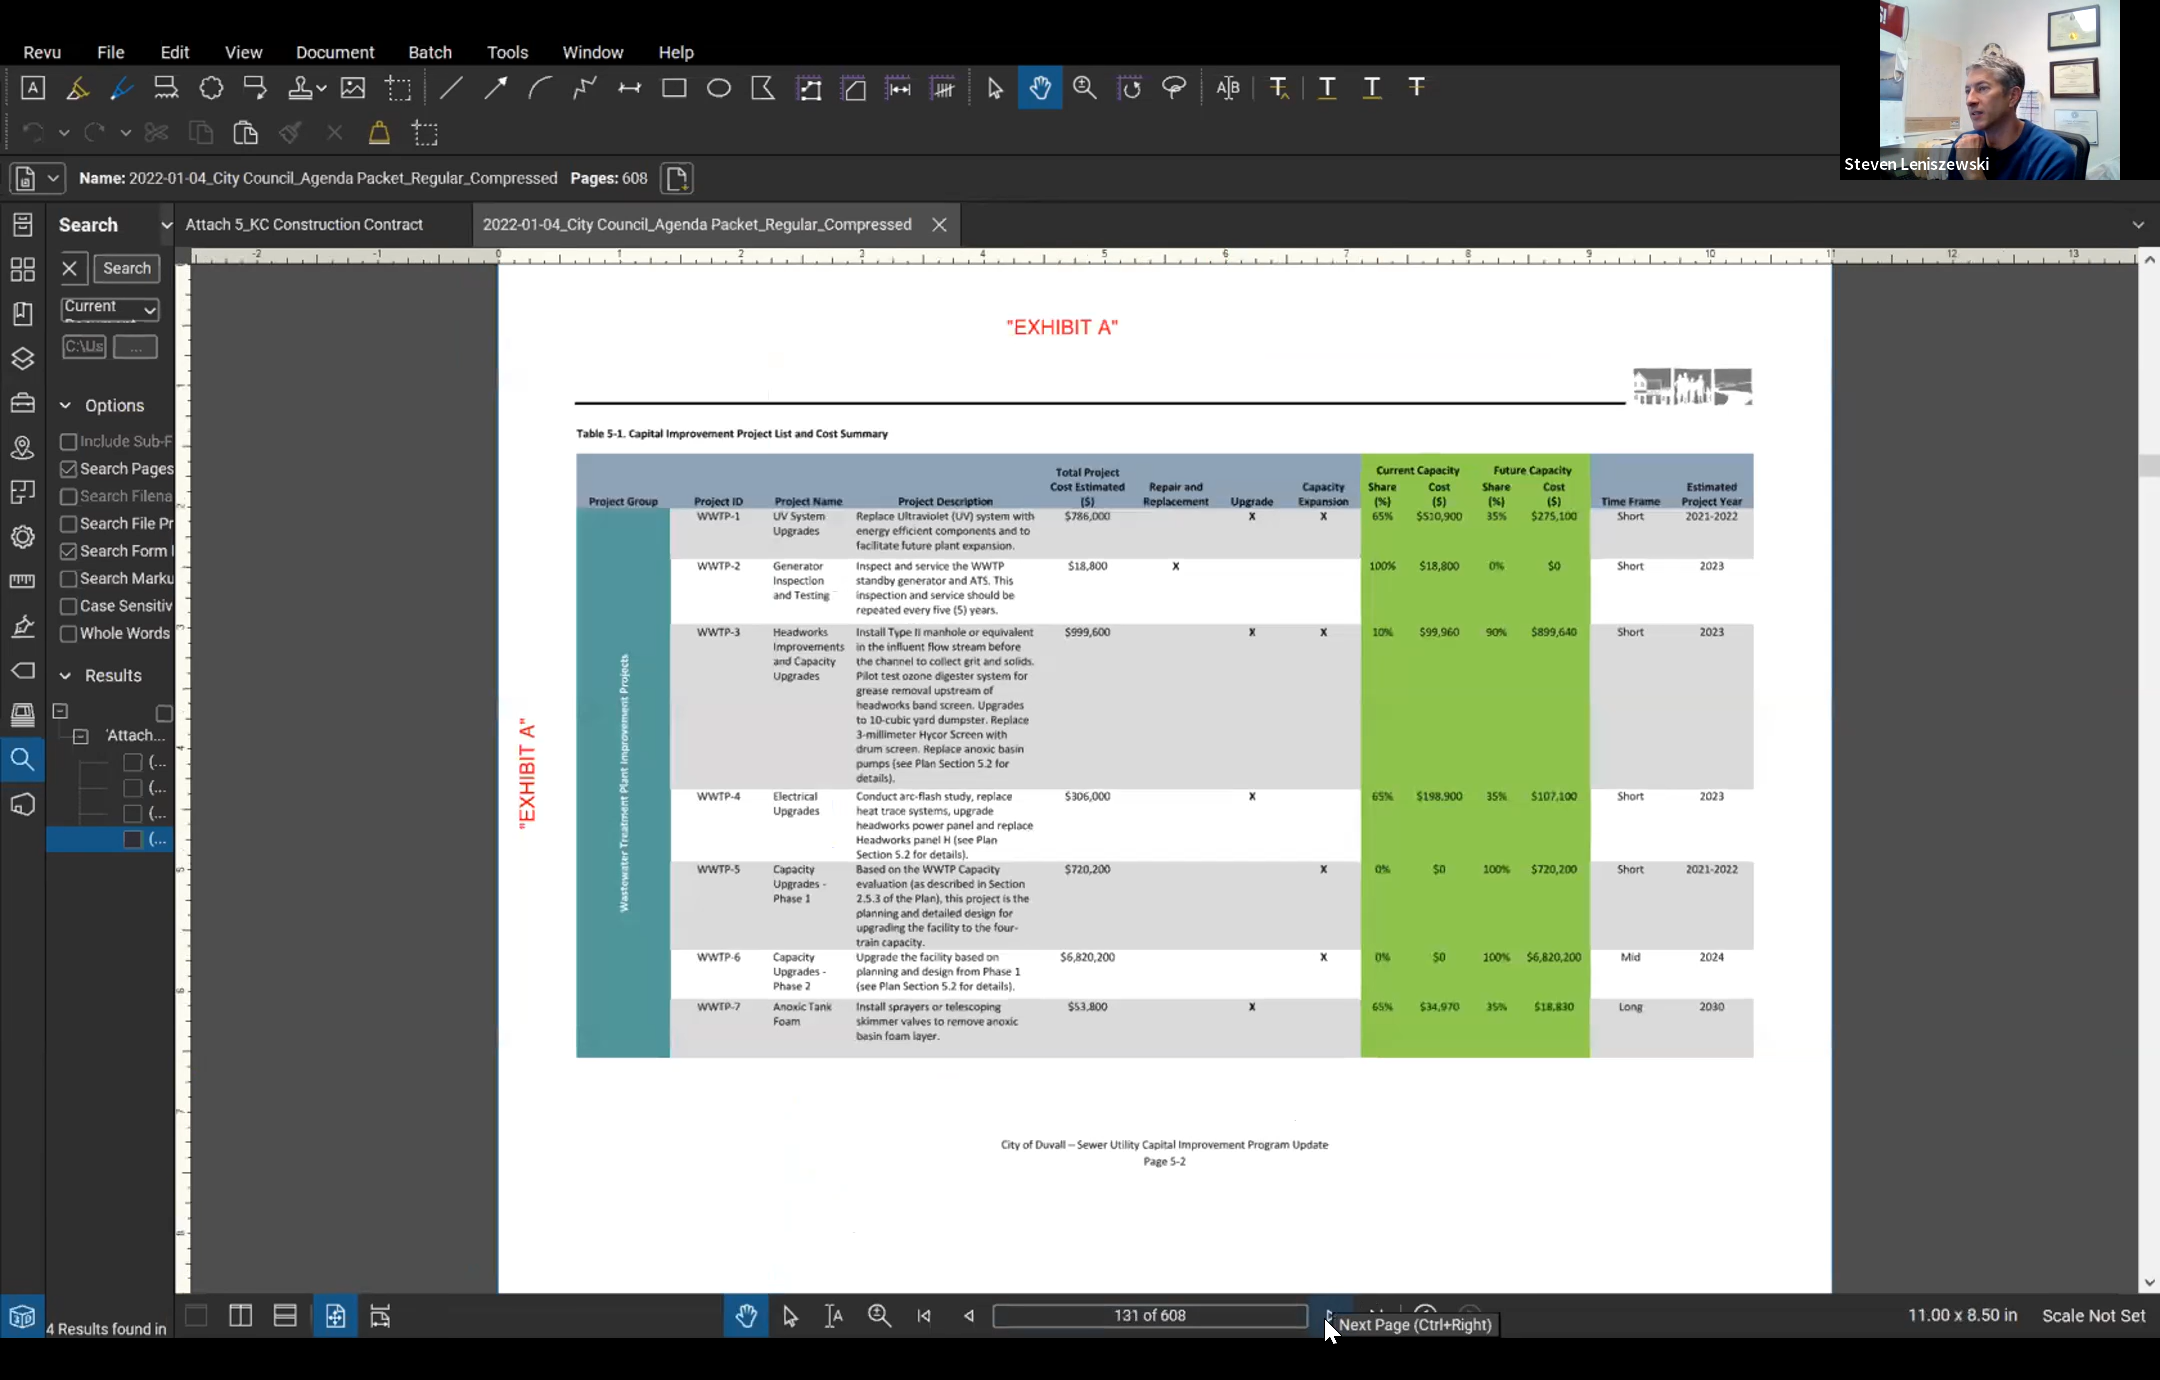 Revu File Edit View Document Batch Tools Window Help
Steven Leniszewski
Name: 2022-01-04_City Council_Agenda Packet_Regular_Compressed Pages: 608
Search
Attach 5_KC Construction Contract
2022-01-04_City Council_Agenda Packet_Regular_Compressed
Search
Current
C:\Us ...
Options
Include Sub-F
Search Pages
Search Filena
Search File Pr
Search Form
Search Marku
Case Sensitiv
Whole Words
Results
'Attach...
(...
(...
(...
(...
4 Results found in
-2 -1 0 1 2 3 4 5 6 7 8 9 10 11 12 13
"EXHIBIT A"
"EXHIBIT A"
Table 5-1. Capital Improvement Project List and Cost Summary
Project Group
Project ID
Project Name
Project Description
Total Project
Cost Estimated
($)
Repair and
Replacement
Upgrade
Capacity
Expansion
Current Capacity
Share
(%)
Cost
($)
Future Capacity
Share
(%)
Cost
($)
Time Frame
Estimated
Project Year
Wastewater Treatment Plant Improvement Projects
WWTP-1
UV System
Upgrades
Replace Ultraviolet (UV) system with
energy efficient components and to
facilitate future plant expansion.
$786,000 X X 65% $510,900 35% $275,100 Short 2021-2022
WWTP-2
Generator
Inspection
and Testing
Inspect and service the WWTP
standby generator and ATS. This
inspection and service should be
repeated every five (5) years.
$18,800 X 100% $18,800 0% $0 Short 2023
WWTP-3
Headworks
Improvements
and Capacity
Upgrades
Install Type II manhole or equivalent
in the influent flow stream before
the channel to collect grit and solids.
Pilot test ozone digester system for
grease removal upstream of
headworks band screen. Upgrades
to 10-cubic yard dumpster. Replace
3-millimeter Hycor Screen with
drum screen. Replace anoxic basin
pumps (see Plan Section 5.2 for
details).
$999,600 X X 10% $99,960 90% $899,640 Short 2023
WWTP-4
Electrical
Upgrades
Conduct arc-flash study, replace
heat trace systems, upgrade
headworks power panel and replace
Headworks panel H (see Plan
Section 5.2 for details).
$306,000 X 65% $198,900 35% $107,100 Short 2023
WWTP-5
Capacity
Upgrades -
Phase 1
Based on the WWTP Capacity
evaluation (as described in Section
2.5.3 of the Plan), this project is the
planning and detailed design for
upgrading the facility to the four-
train capacity.
$720,200 X 0% $0 100% $720,200 Short 2021-2022
WWTP-6
Capacity
Upgrades -
Phase 2
Upgrade the facility based on
planning and design from Phase 1
(see Plan Section 5.2 for details).
$6,820,200 X 0% $0 100% $6,820,200 Mid 2024
WWTP-7
Anoxic Tank
Foam
Install sprayers or telescoping
skimmer valves to remove anoxic
basin foam layer.
$53,800 X 65% $34,970 35% $18,830 Long 2030
City of Duvall – Sewer Utility Capital Improvement Program Update
Page 5-2
131 of 608
Next Page (Ctrl+Right)
11.00 x 8.50 in Scale Not Set